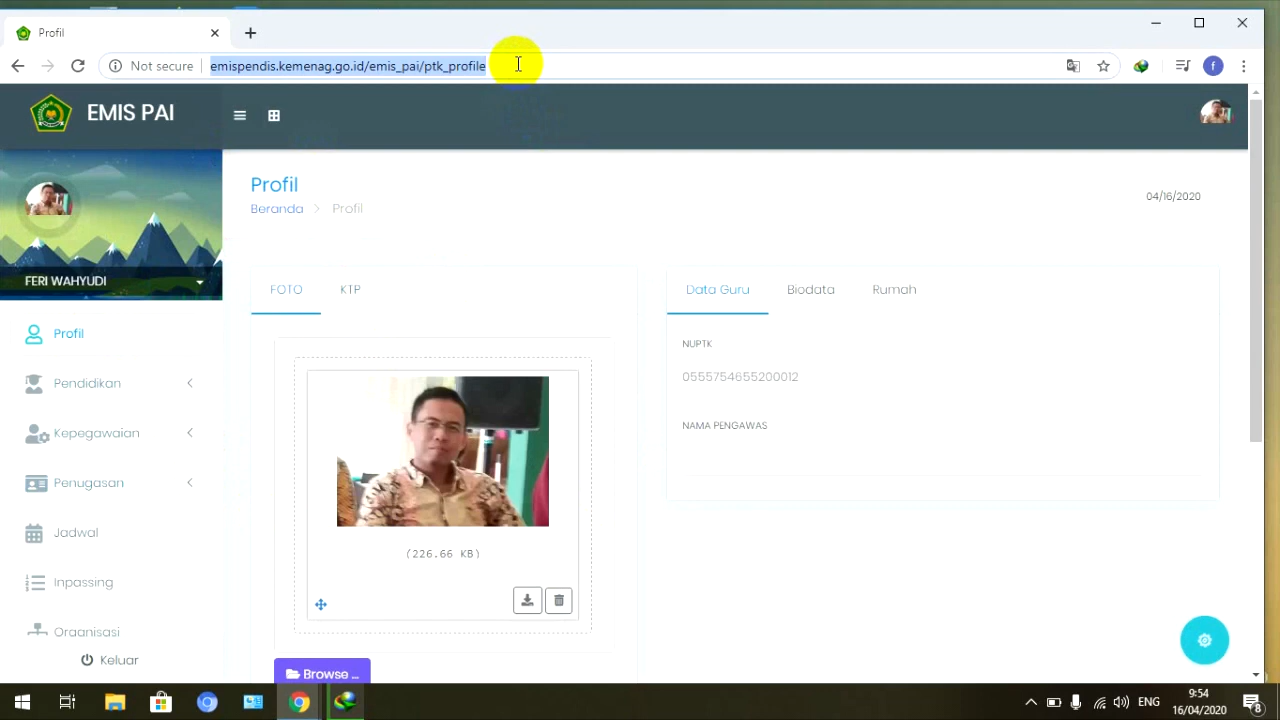 Profil
Not secure
emispendis.kemenag.go.id/emis_pai/ptk_profile
f
EMIS PAI
Profil
Beranda > Profil
04/16/2020
FERI WAHYUDI
Profil
Pendidikan
Kepegawaian
Penugasan
Jadwal
Inpassing
Organisasi
Keluar
FOTO
KTP
(226.66 KB)
Browse ...
Data Guru
Biodata
Rumah
NUPTK
0555754655200012
NAMA PENGAWAS
ENG
9:54
16/04/2020
8